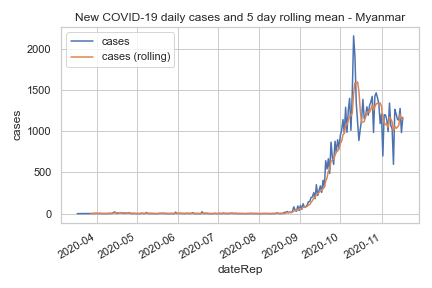 New COVID-19 daily cases and 5 day rolling mean - Myanmar
cases
cases (rolling)
2000
1500
1000
500
0
cases
2020-04
2020-05
2020-06
2020-07
2020-08
2020-09
2020-10
2020-11
dateRep